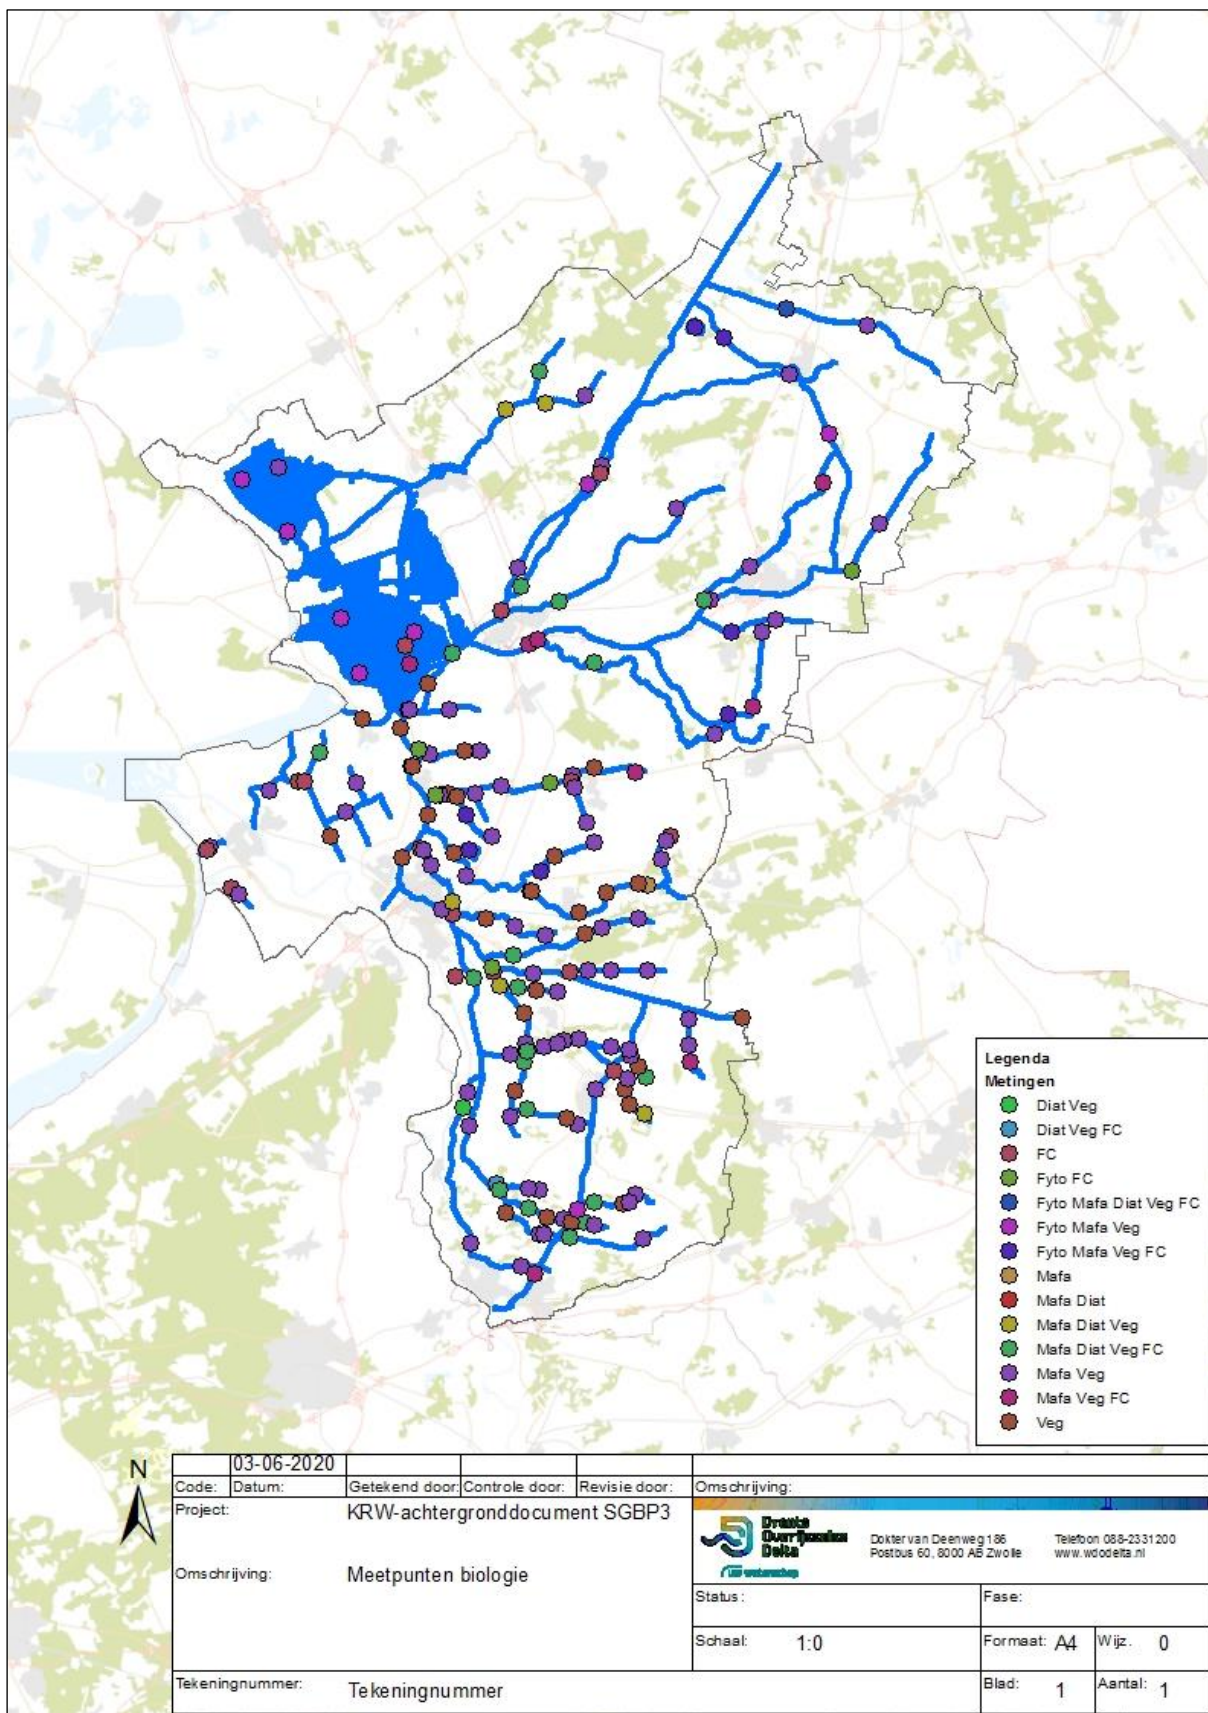 Legenda
Metingen
Diat Veg
Diat Veg FC
FC
Fyto FC
Fyto Mafa Diat Veg FC
Fyto Mafa Veg
Fyto Mafa Veg FC
Mafa
Mafa Diat
Mafa Diat Veg
Mafa Diat Veg FC
Mafa Veg
Mafa Veg FC
Veg
N
03-06-2020
Code: Datum: Getekend door: Controle door: Revisie door: Omschrijving:
Project: KRW-achtergronddocument SGBP3
Drents
Overijsselse
Delta
waterschap
Dokter van Deenweg 186
Postbus 60, 8000 AB Zwolle
Telefoon 088-2331200
www.wdodelta.nl
Omschrijving: Meetpunten biologie
Status: Fase:
Schaal: 1:0 Formaat: A4 Wijz. 0
Tekeningnummer: Tekeningnummer Blad: 1 Aantal: 1